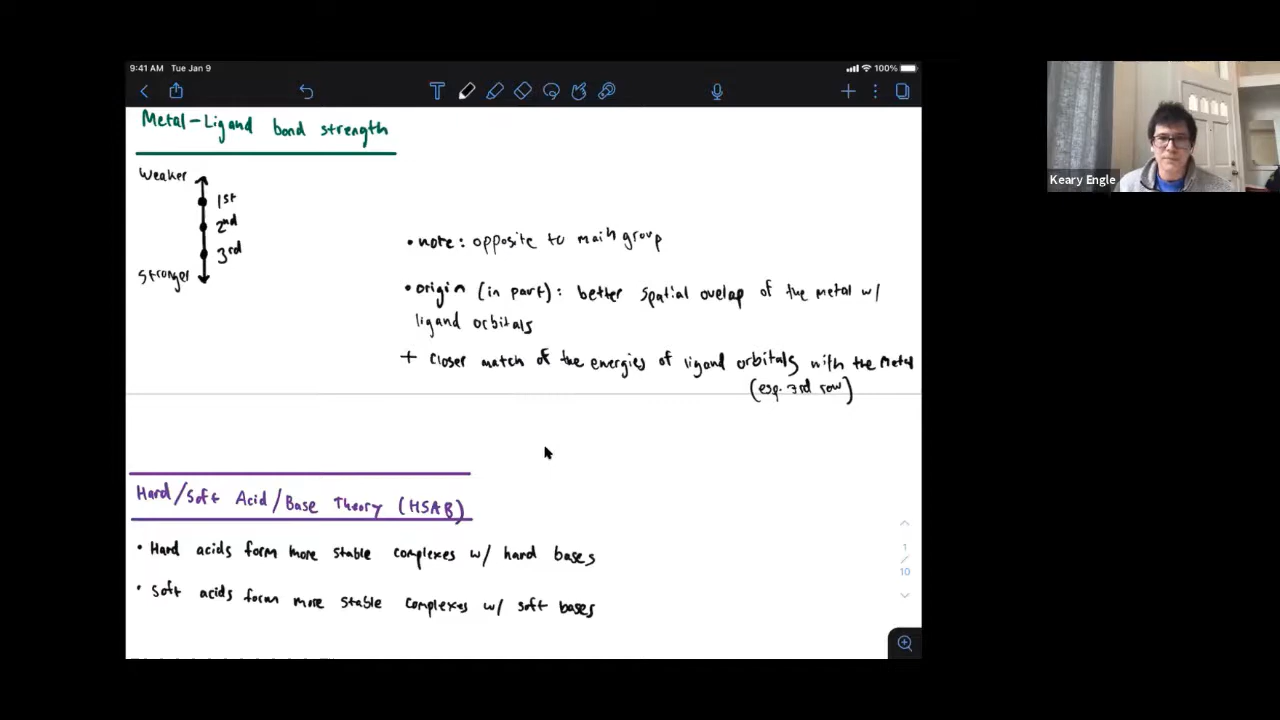 9:41 AM Tue Jan 9
100%
Metal-Ligand bond strength
Weaker
1st
2nd
3rd
Stronger
• note: opposite to main group
• origin (in part): better spatial ovelap of the metal w/
ligand orbitals
+ closer match of the energies of ligand orbitals with the metal
(esp. 3rd row)
Hard/Soft Acid/Base Theory (HSAB)
• Hard acids form more stable complexes w/ hard bases
• Soft acids form more stable complexes w/ soft bases
1
/
10
Keary Engle